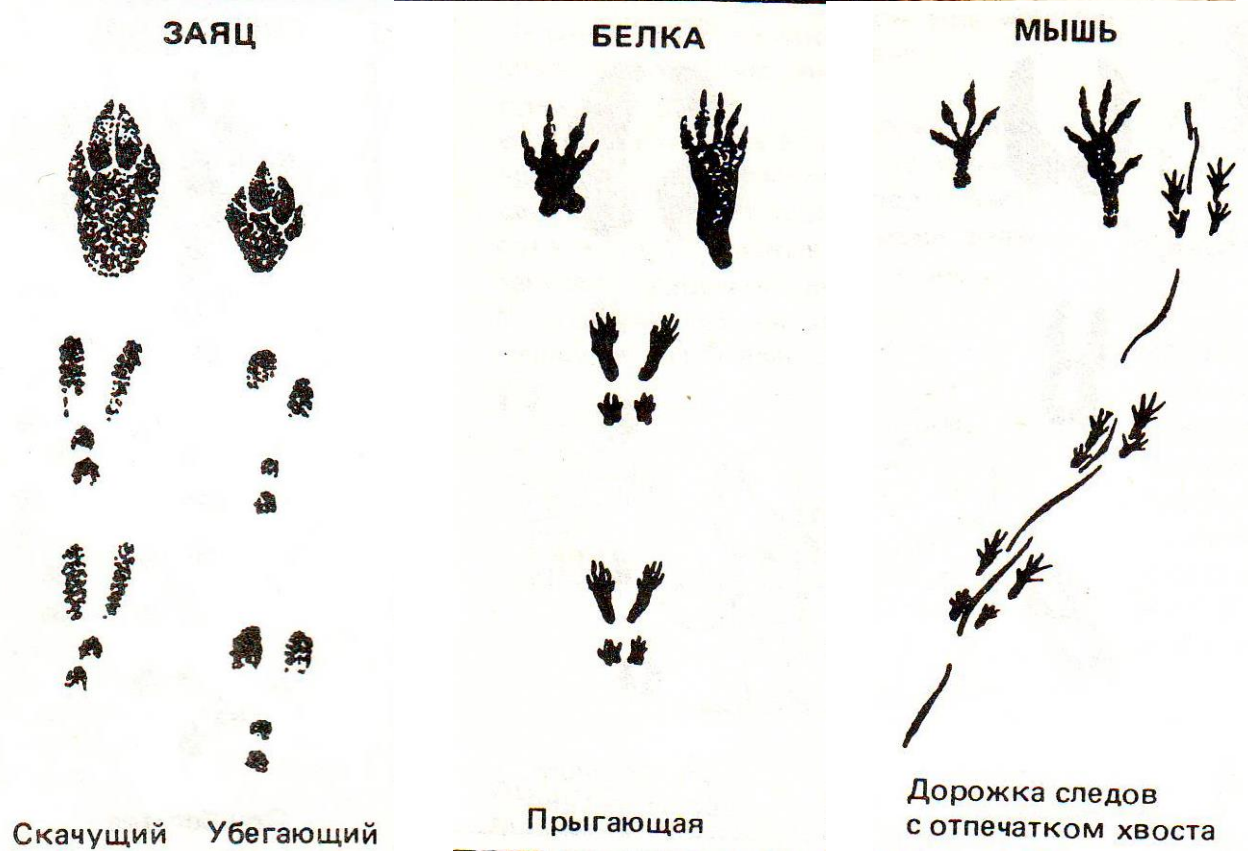 ЗАЯЦ
БЕЛКА
МЫШЬ
Скачущий
Убегающий
Прыгающая
Дорожка следов
с отпечатком хвоста